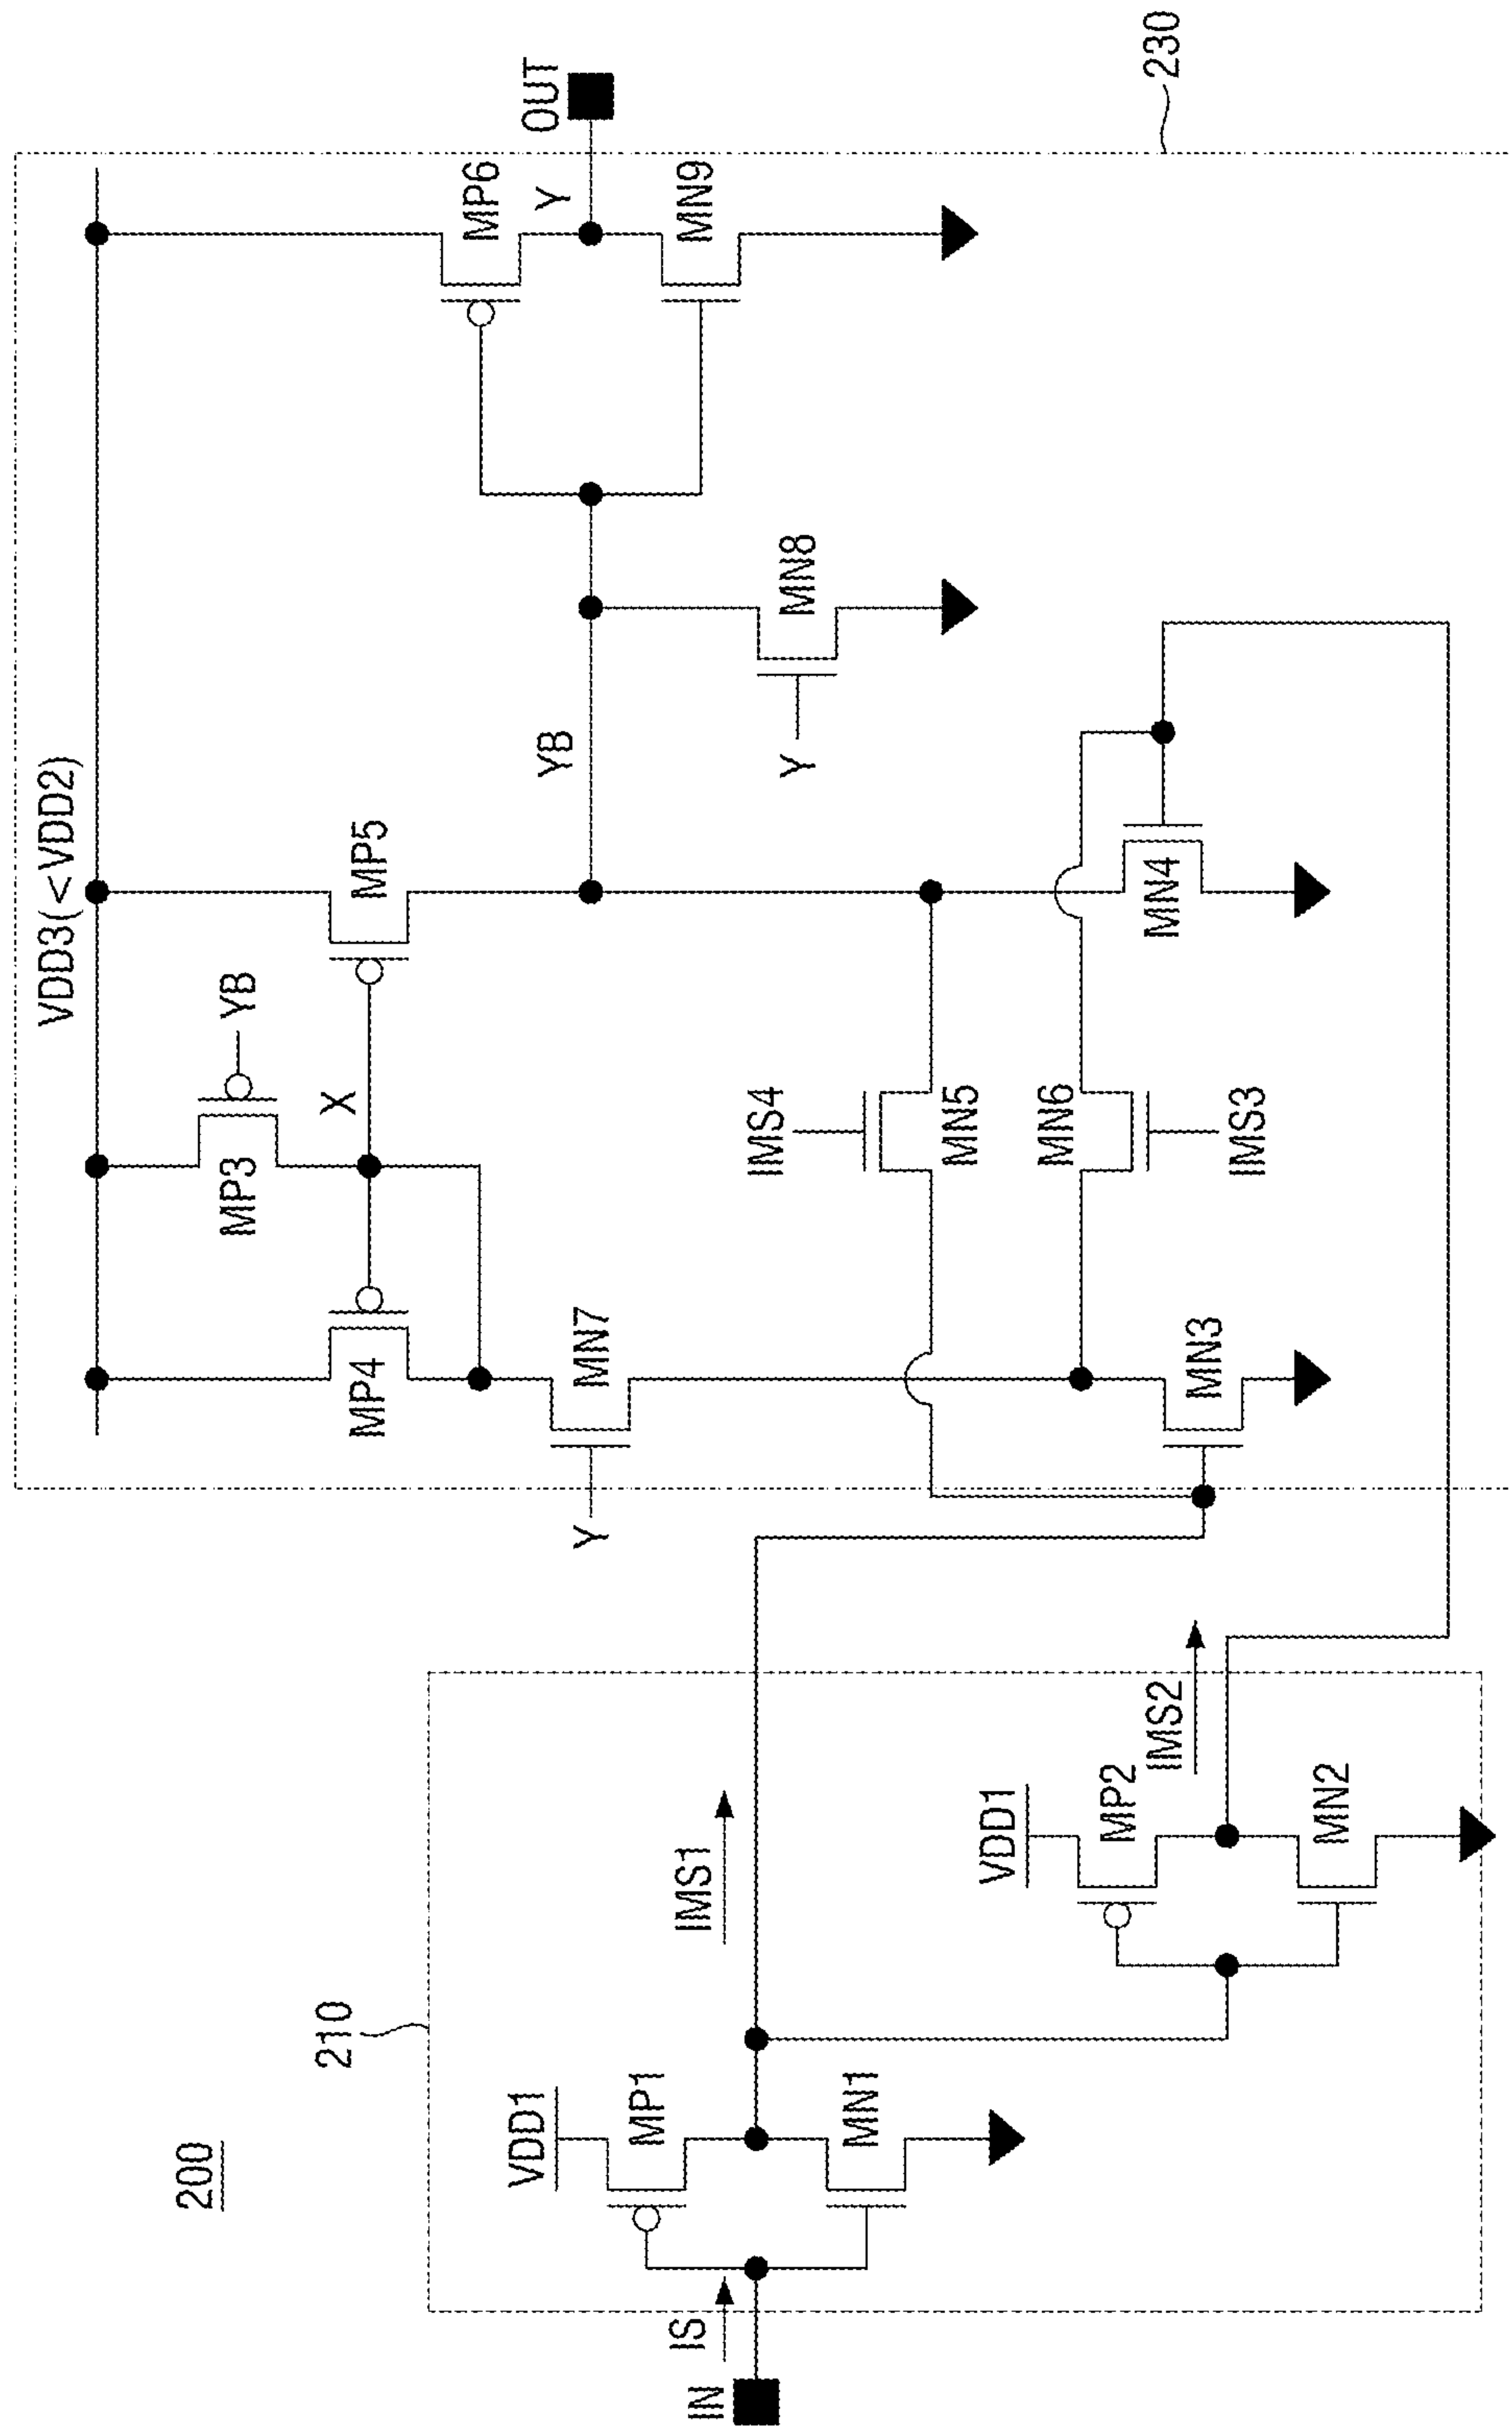 200
VDD3(<VDD2)
MP3
YB
MP4
X
MP5
MP6
OUT
Y
MN7
Y
YB
MN9
MN8
Y
IMS4
MN5
MN6
IMS3
MN3
MN4
230
210
IN
IS
VDD1
MP1
MN1
IMS1
VDD1
MP2
MN2
IMS2